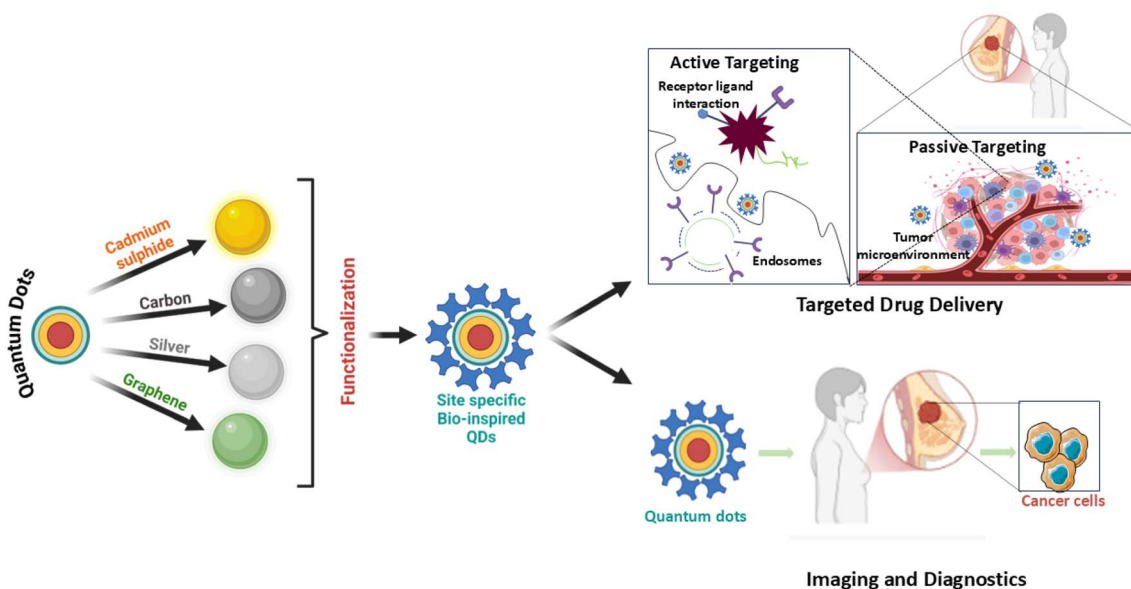 Quantum Dots
Cadmium
sulphide
Carbon
Silver
Graphene
Functionalization
Site specific
Bio-inspired
QDs
Active Targeting
Receptor ligand
interaction
Endosomes
Passive Targeting
Tumor
microenvironment
Targeted Drug Delivery
Quantum dots
Cancer cells
Imaging and Diagnostics